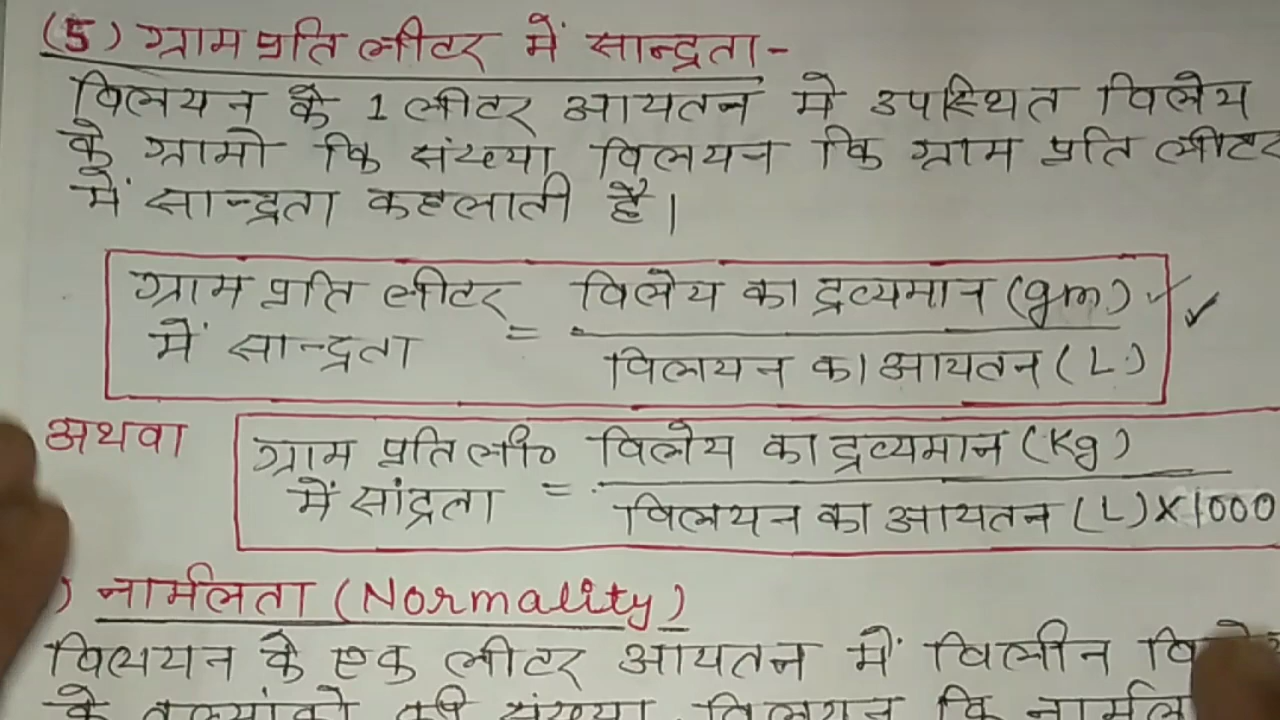 (5) ग्राम प्रति लीटर में सान्द्रता -
विलयन के 1 लीटर आयतन मे उपस्थित विलेय
के ग्रामो कि संख्या विलयन कि ग्राम प्रति लीटर
में सान्द्रता कहलाती है।
ग्राम प्रति लीटर में सान्द्रता = विलेय का द्रव्यमान (gm) ✓ ✓
विलयन का आयतन (L)
अथवा ग्राम प्रति ली० में सांद्रता = विलेय का द्रव्यमान (Kg)
विलयन का आयतन (L) X 1000
) नार्मलता (Normality)
विलयन के एक लीटर आयतन में विलीन
के की संख्या विलयन कि